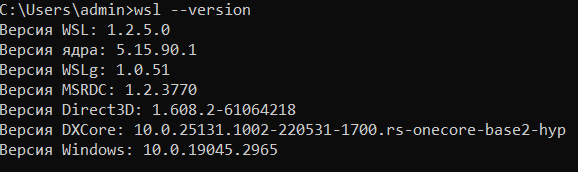 C:\Users\admin>wsl --version
Версия WSL: 1.2.5.0
Версия ядра: 5.15.90.1
Версия WSLg: 1.0.51
Версия MSRDC: 1.2.3770
Версия Direct3D: 1.608.2-61064218
Версия DXCore: 10.0.25131.1002-220531-1700.rs-onecore-base2-hyp
Версия Windows: 10.0.19045.2965